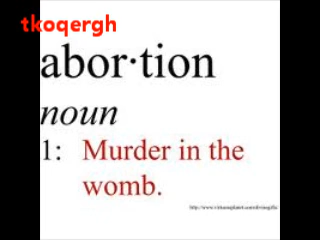 tkoqergh
abor·tion
noun
1: Murder in the
womb.